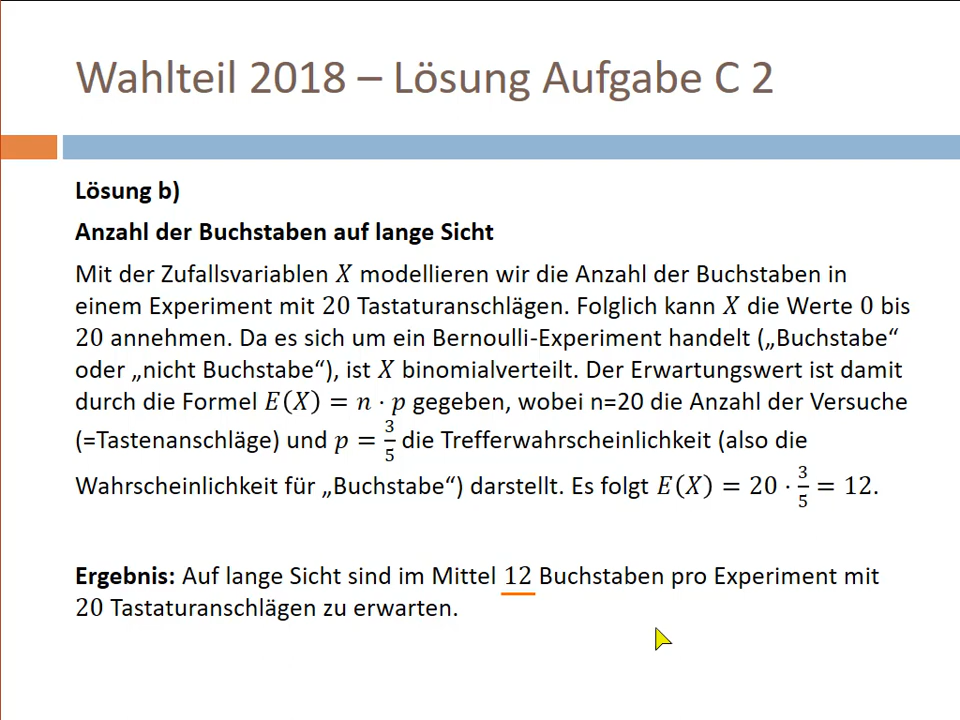 Wahlteil 2018 – Lösung Aufgabe C 2
Lösung b)
Anzahl der Buchstaben auf lange Sicht
Mit der Zufallsvariablen X modellieren wir die Anzahl der Buchstaben in
einem Experiment mit 20 Tastaturanschlägen. Folglich kann X die Werte 0 bis
20 annehmen. Da es sich um ein Bernoulli-Experiment handelt („Buchstabe“
oder „nicht Buchstabe“), ist X binomialverteilt. Der Erwartungswert ist damit
durch die Formel E(X) = n · p gegeben, wobei n=20 die Anzahl der Versuche
(=Tastenanschläge) und p = 3/5 die Trefferwahrscheinlichkeit (also die
Wahrscheinlichkeit für „Buchstabe“) darstellt. Es folgt E(X) = 20 · 3/5 = 12.
Ergebnis: Auf lange Sicht sind im Mittel 12 Buchstaben pro Experiment mit
20 Tastaturanschlägen zu erwarten.